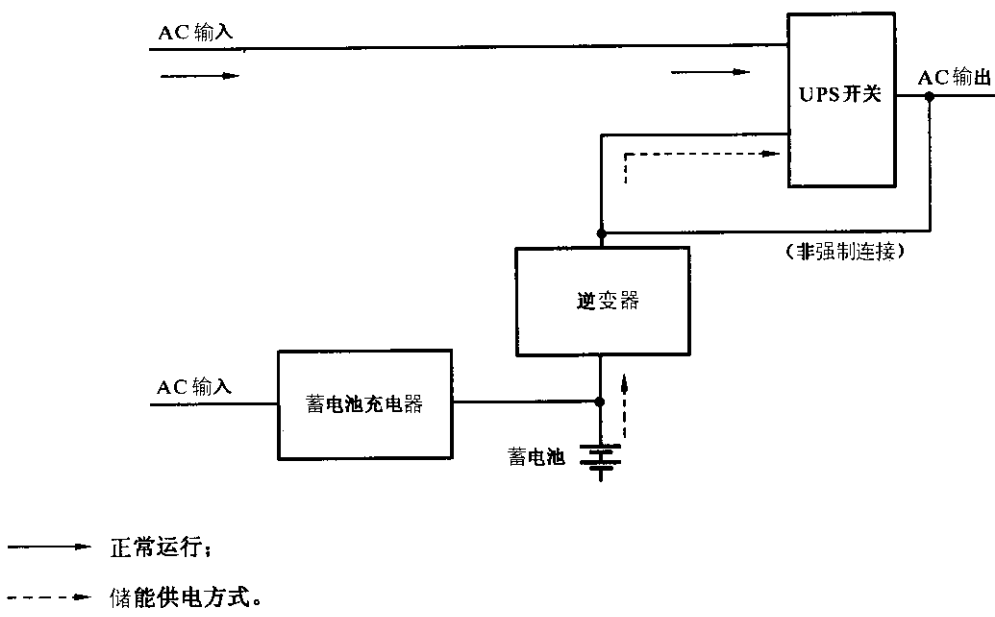 AC 输入
UPS开关
AC 输出
(非强制连接)
逆变器
AC 输入
蓄电池充电器
蓄电池
正常运行;
储能供电方式。